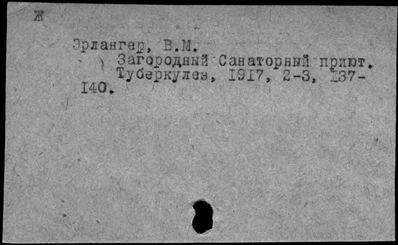 Ж
Эрлангер, В.М.
Загородный Санаторный приют.
Туберкулез, 1917, 2-3, 137-
140.